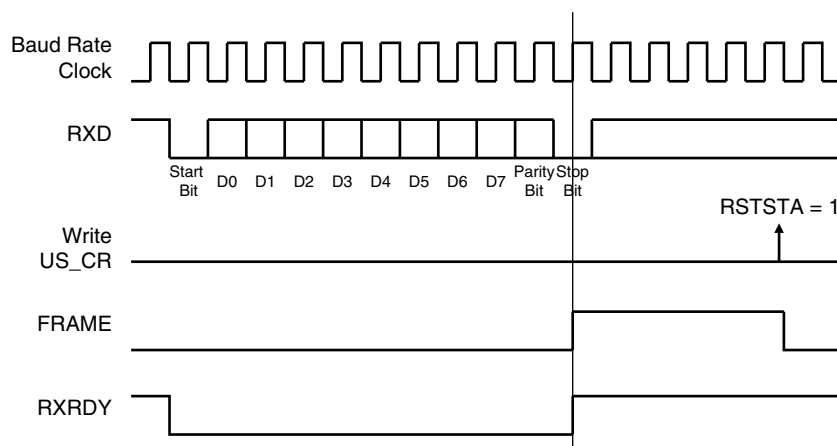 Baud Rate
Clock
RXD
Start
Bit
D0 D1 D2 D3 D4 D5 D6 D7
Parity
Bit
Stop
Bit
RSTSTA = 1
Write
US_CR
FRAME
RXRDY